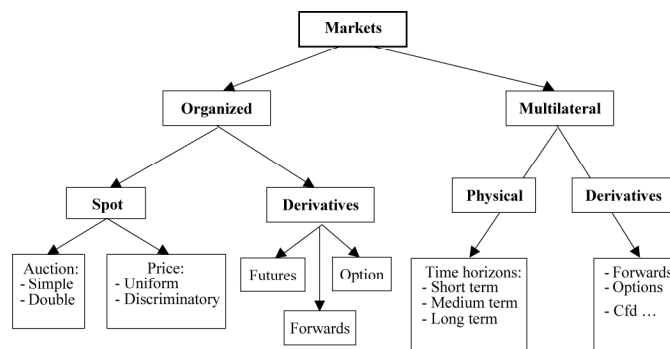 Markets
Organized
Multilateral
Spot
Derivatives
Physical
Derivatives
Auction:
- Simple
- Double
Price:
- Uniform
- Discriminatory
Futures
Option
Forwards
Time horizons:
- Short term
- Medium term
- Long term
- Forwards
- Options
- Cfd ...